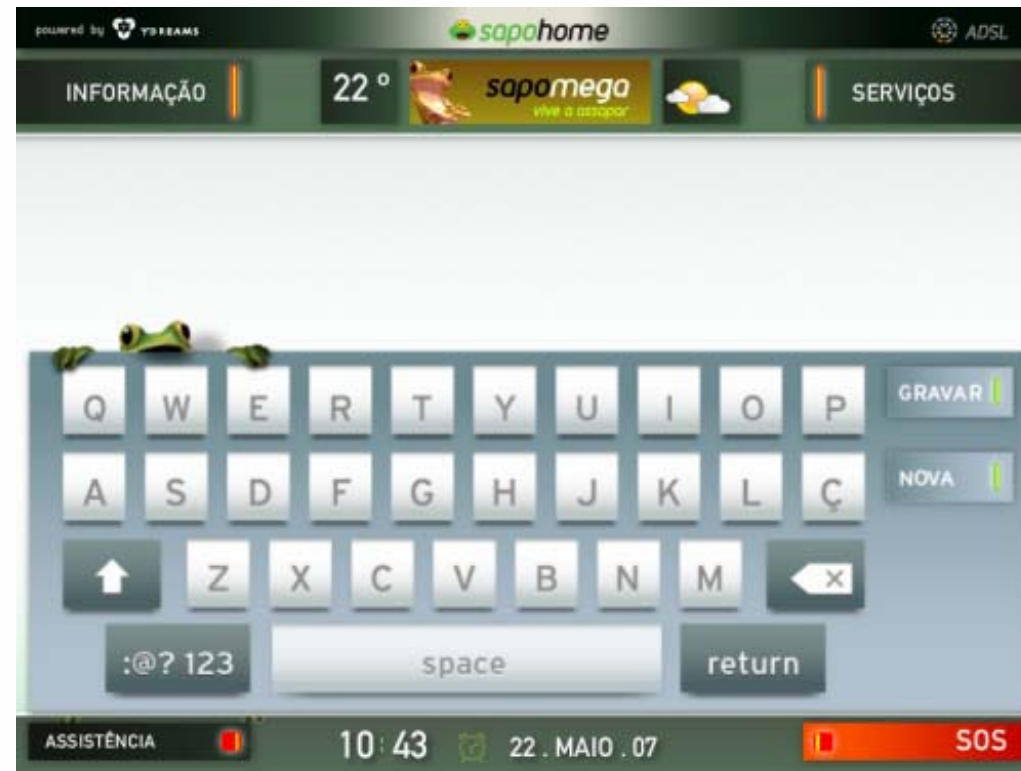 powered by YDREAMS sapohome ADSL
INFORMAÇÃO 22 º sapomega SERVIÇOS
vive a assapar
Q W E R T Y U I O P GRAVAR
A S D F G H J K L Ç NOVA
Z X C V B N M
:@? 123 space return
ASSISTÊNCIA 10:43 22 . MAIO . 07 SOS